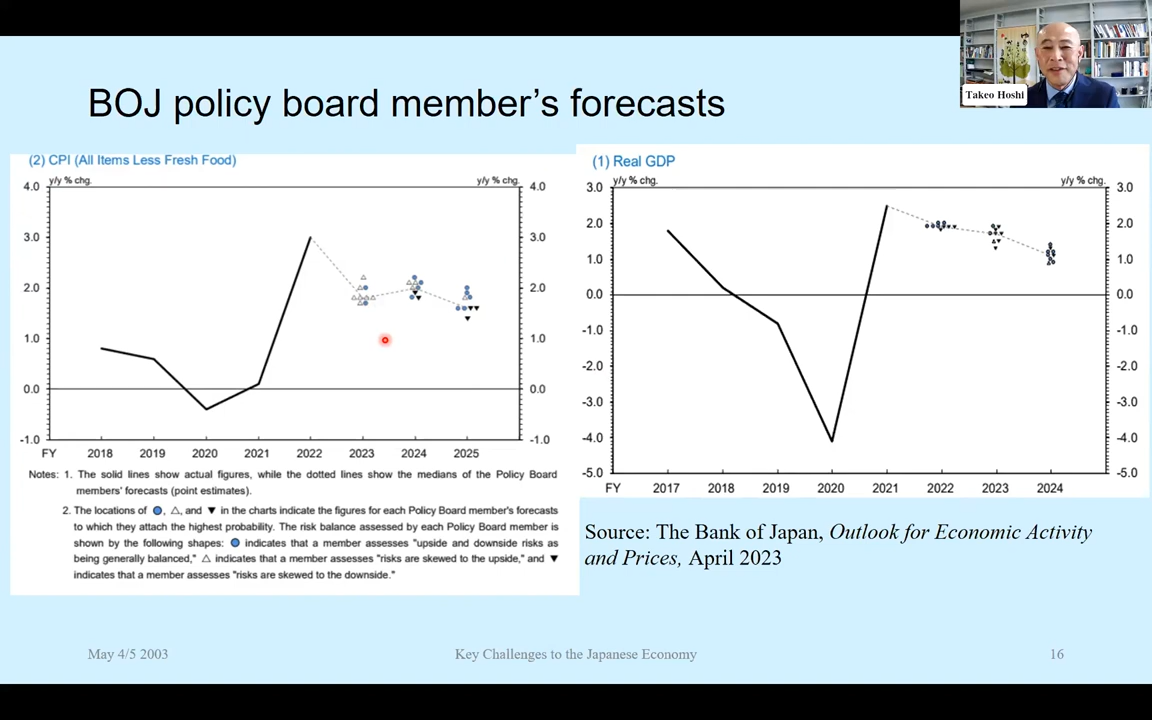 Takeo Hoshi
BOJ policy board member’s forecasts
(2) CPI (All Items Less Fresh Food)
y/y % chg.
y/y % chg.
4.0
3.0
2.0
1.0
0.0
-1.0
4.0
3.0
2.0
1.0
0.0
-1.0
FY 2018 2019 2020 2021 2022 2023 2024 2025
Notes: 1. The solid lines show actual figures, while the dotted lines show the medians of the Policy Board
members' forecasts (point estimates).
2. The locations of ●, △, and ▼ in the charts indicate the figures for each Policy Board member's forecasts
to which they attach the highest probability. The risk balance assessed by each Policy Board member is
shown by the following shapes: ● indicates that a member assesses "upside and downside risks as
being generally balanced," △ indicates that a member assesses "risks are skewed to the upside," and ▼
indicates that a member assesses "risks are skewed to the downside."
(1) Real GDP
y/y % chg.
y/y % chg.
3.0
2.0
1.0
0.0
-1.0
-2.0
-3.0
-4.0
-5.0
3.0
2.0
1.0
0.0
-1.0
-2.0
-3.0
-4.0
-5.0
FY 2017 2018 2019 2020 2021 2022 2023 2024
Source: The Bank of Japan, Outlook for Economic Activity
and Prices, April 2023
May 4/5 2003
Key Challenges to the Japanese Economy
16